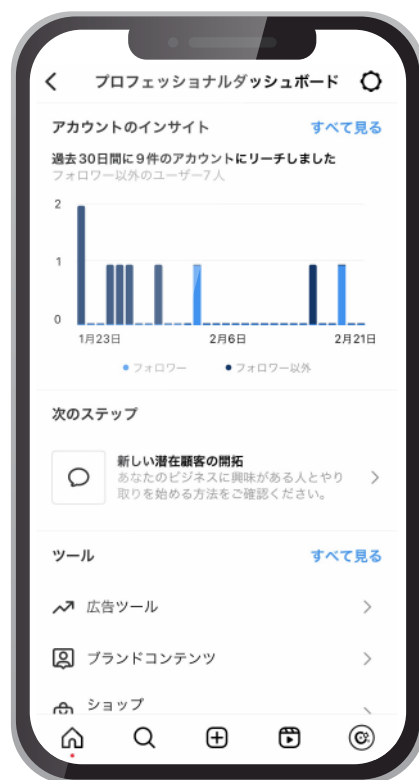 プロフェッショナルダッシュボード
アカウントのインサイト すべて見る
過去30日間に9件のアカウントにリーチしました
フォロワー以外のユーザー7人
2
1
0
1月23日 2月6日 2月21日
フォロワー フォロワー以外
次のステップ
新しい潜在顧客の開拓
あなたのビジネスに興味がある人とやり
取りを始める方法をご確認ください。
ツール すべて見る
広告ツール
ブランドコンテンツ
ショップ